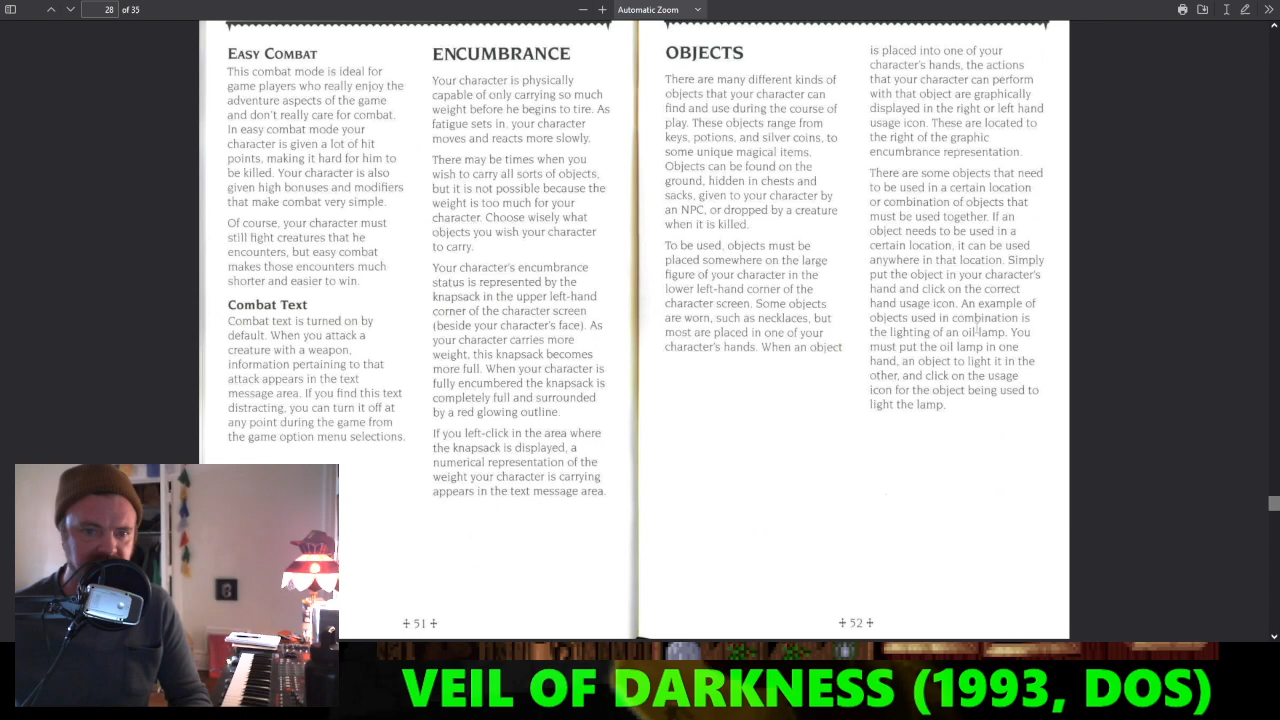 28
of 35
Automatic Zoom
EASY COMBAT
This combat mode is ideal for
game players who really enjoy the
adventure aspects of the game
and don't really care for combat.
In easy combat mode your
character is given a lot of hit
points, making it hard for him to
be killed. Your character is also
given high bonuses and modifiers
that make combat very simple.
Of course, your character must
still fight creatures that he
encounters, but easy combat
makes those encounters much
shorter and easier to win.
Combat Text
Combat text is turned on by
default. When you attack a
creature with a weapon,
information pertaining to that
attack appears in the text
message area. If you find this text
distracting, you can turn it off at
any point during the game from
the game option menu selections.
ENCUMBRANCE
Your character is physically
capable of only carrying so much
weight before he begins to tire. As
fatigue sets in, your character
moves and reacts more slowly.
There may be times when you
wish to carry all sorts of objects,
but it is not possible because the
weight is too much for your
character. Choose wisely what
objects you wish your character
to carry.
Your character's encumbrance
status is represented by the
knapsack in the upper left-hand
corner of the character screen
(beside your character's face). As
your character carries more
weight, this knapsack becomes
more full. When your character is
fully encumbered the knapsack is
completely full and surrounded
by a red glowing outline.
If you left-click in the area where
the knapsack is displayed, a
numerical representation of the
weight your character is carrying
appears in the text message area.
51
OBJECTS
There are many different kinds of
objects that your character can
find and use during the course of
play. These objects range from
keys, potions, and silver coins, to
some unique magical items.
Objects can be found on the
ground, hidden in chests and
sacks, given to your character by
an NPC, or dropped by a creature
when it is killed.
To be used, objects must be
placed somewhere on the large
figure of your character in the
lower left-hand corner of the
character screen. Some objects
are worn, such as necklaces, but
most are placed in one of your
character's hands. When an object
is placed into one of your
character's hands, the actions
that your character can perform
with that object are graphically
displayed in the right or left hand
usage icon. These are located to
the right of the graphic
encumbrance representation.
There are some objects that need
to be used in a certain location
or combination of objects that
must be used together. If an
object needs to be used in a
certain location, it can be used
anywhere in that location. Simply
put the object in your character's
hand and click on the correct
hand usage icon. An example of
objects used in combination is
the lighting of an oil lamp. You
must put the oil lamp in one
hand, an object to light it in the
other, and click on the usage
icon for the object being used to
light the lamp.
52
VEIL OF DARKNESS (1993, DOS)